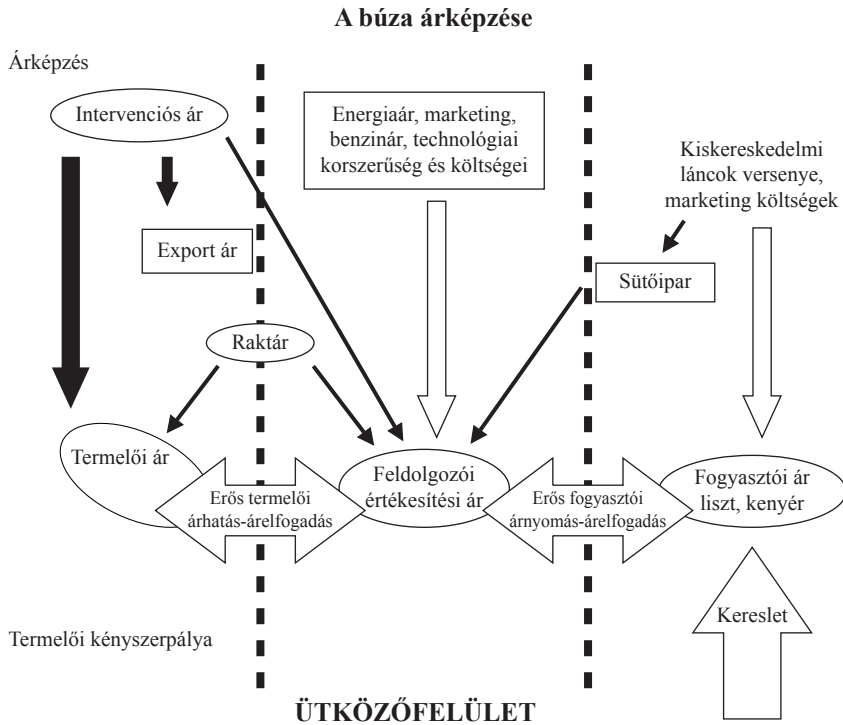 A búza árképzése
Árképzés
Intervenciós ár
Energiaár, marketing,
benzinár, technológiai
korszerűség és költségei
Kiskereskedelmi
láncok versenye,
marketing költségek
Export ár
Sütőipar
Raktár
Termelői ár
Erős termelői
árhatás-árelfogadás
Feldolgozói
értékesítési ár
Erős fogyasztói
árnyomás-árelfogadás
Fogyasztói ár
liszt, kenyér
Kereslet
Termelői kényszerpálya
ÜTKÖZŐFELÜLET